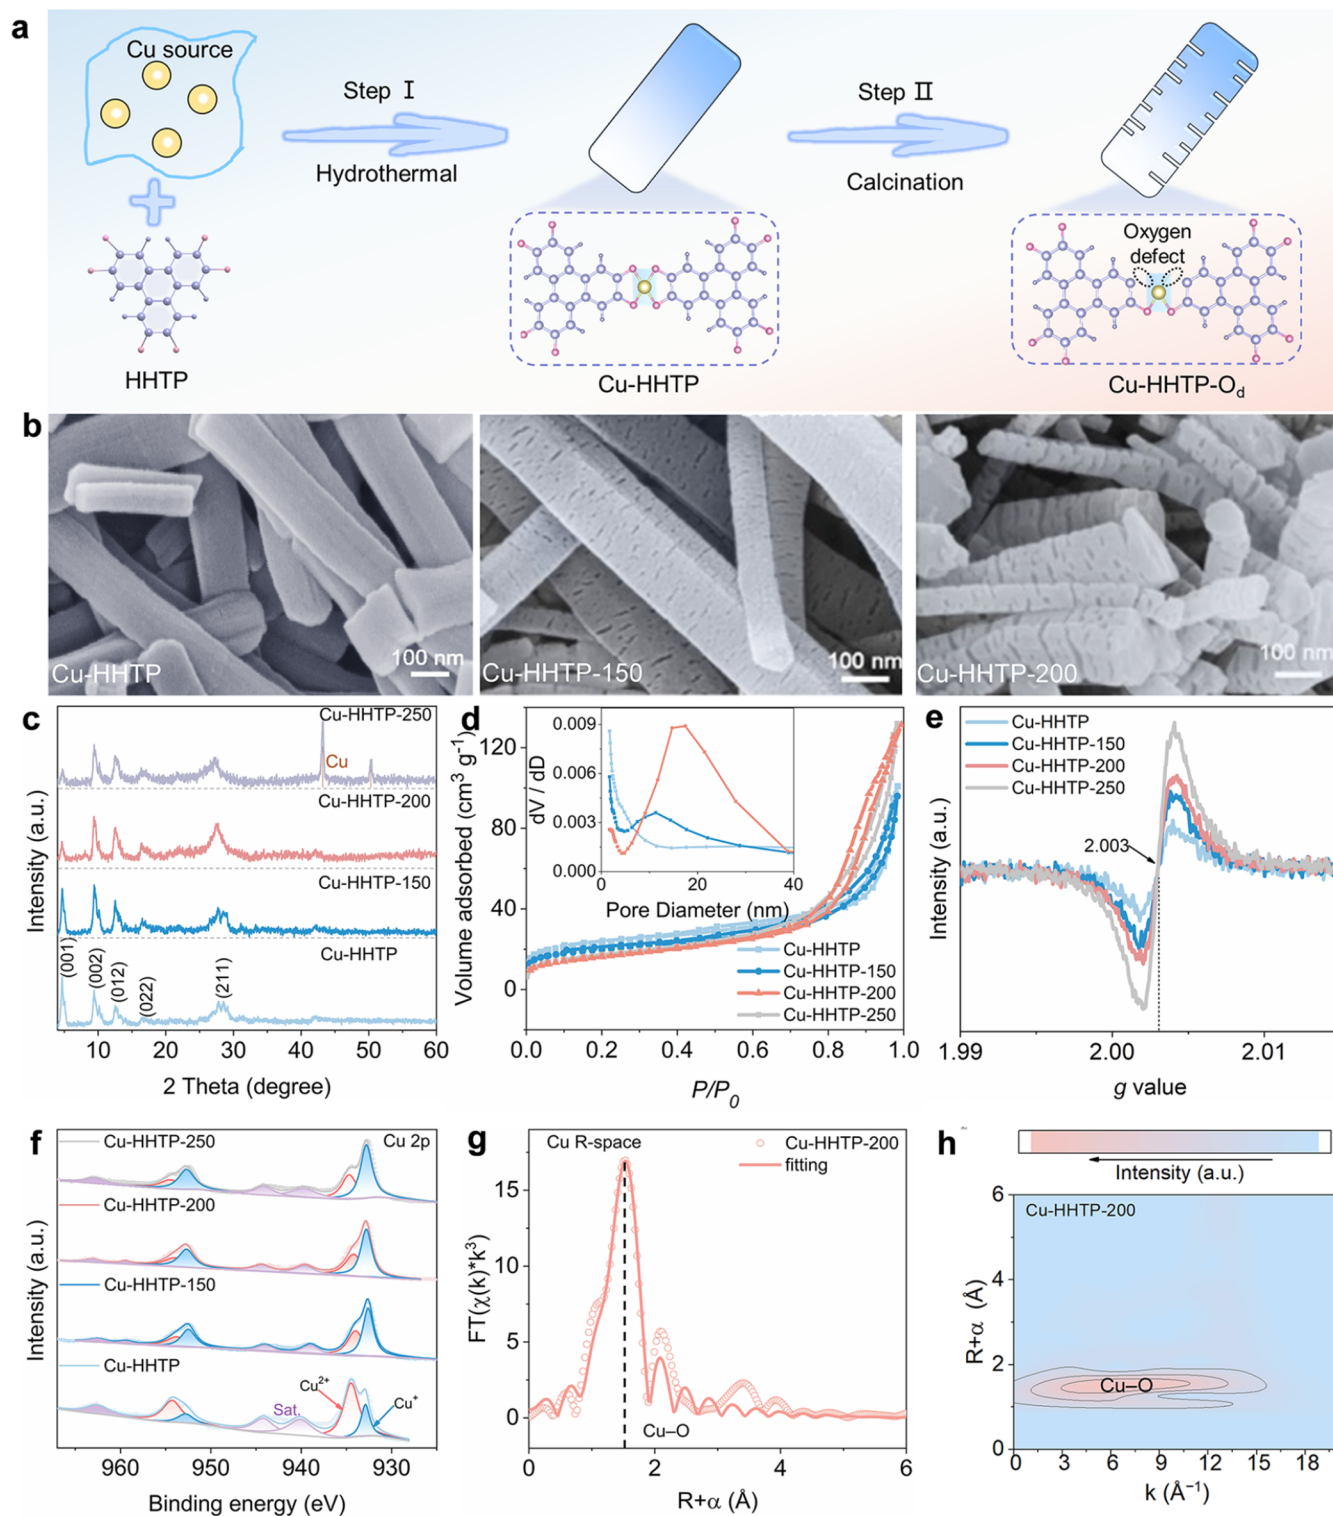 a
Cu source
Step Ⅰ
Hydrothermal
Step Ⅱ
Calcination
Oxygen
defect
HHTP
Cu-HHTP
Cu-HHTP-Od
b
Cu-HHTP
100 nm
Cu-HHTP-150
100 nm
Cu-HHTP-200
100 nm
c
Cu-HHTP-250
Cu
Cu-HHTP-200
Cu-HHTP-150
Cu-HHTP
(001)
(002)
(012)
(022)
(211)
Intensity (a.u.)
10
20
30
40
50
60
2 Theta (degree)
d
Volume adsorbed (cm³ g⁻¹)
120
80
40
0
0.009
0.006
0.003
0.000
dV / dD
0
20
40
Pore Diameter (nm)
Cu-HHTP
Cu-HHTP-150
Cu-HHTP-200
Cu-HHTP-250
0.0
0.2
0.4
0.6
0.8
1.0
P/P0
e
Cu-HHTP
Cu-HHTP-150
Cu-HHTP-200
Cu-HHTP-250
2.003
Intensity (a.u.)
1.99
2.00
2.01
g value
f
Cu-HHTP-250
Cu 2p
Cu-HHTP-200
Cu-HHTP-150
Cu-HHTP
Cu²⁺
Cu⁺
Sat.
Intensity (a.u.)
960
950
940
930
Binding energy (eV)
g
Cu R-space
Cu-HHTP-200
fitting
FT(χ(k)*k³)
15
10
5
0
Cu–O
0
2
4
6
R+α (Å)
h
Intensity (a.u.)
Cu-HHTP-200
Cu–O
R+α (Å)
6
5
4
3
2
1
0
0
3
6
9
12
15
18
k (Å⁻¹)